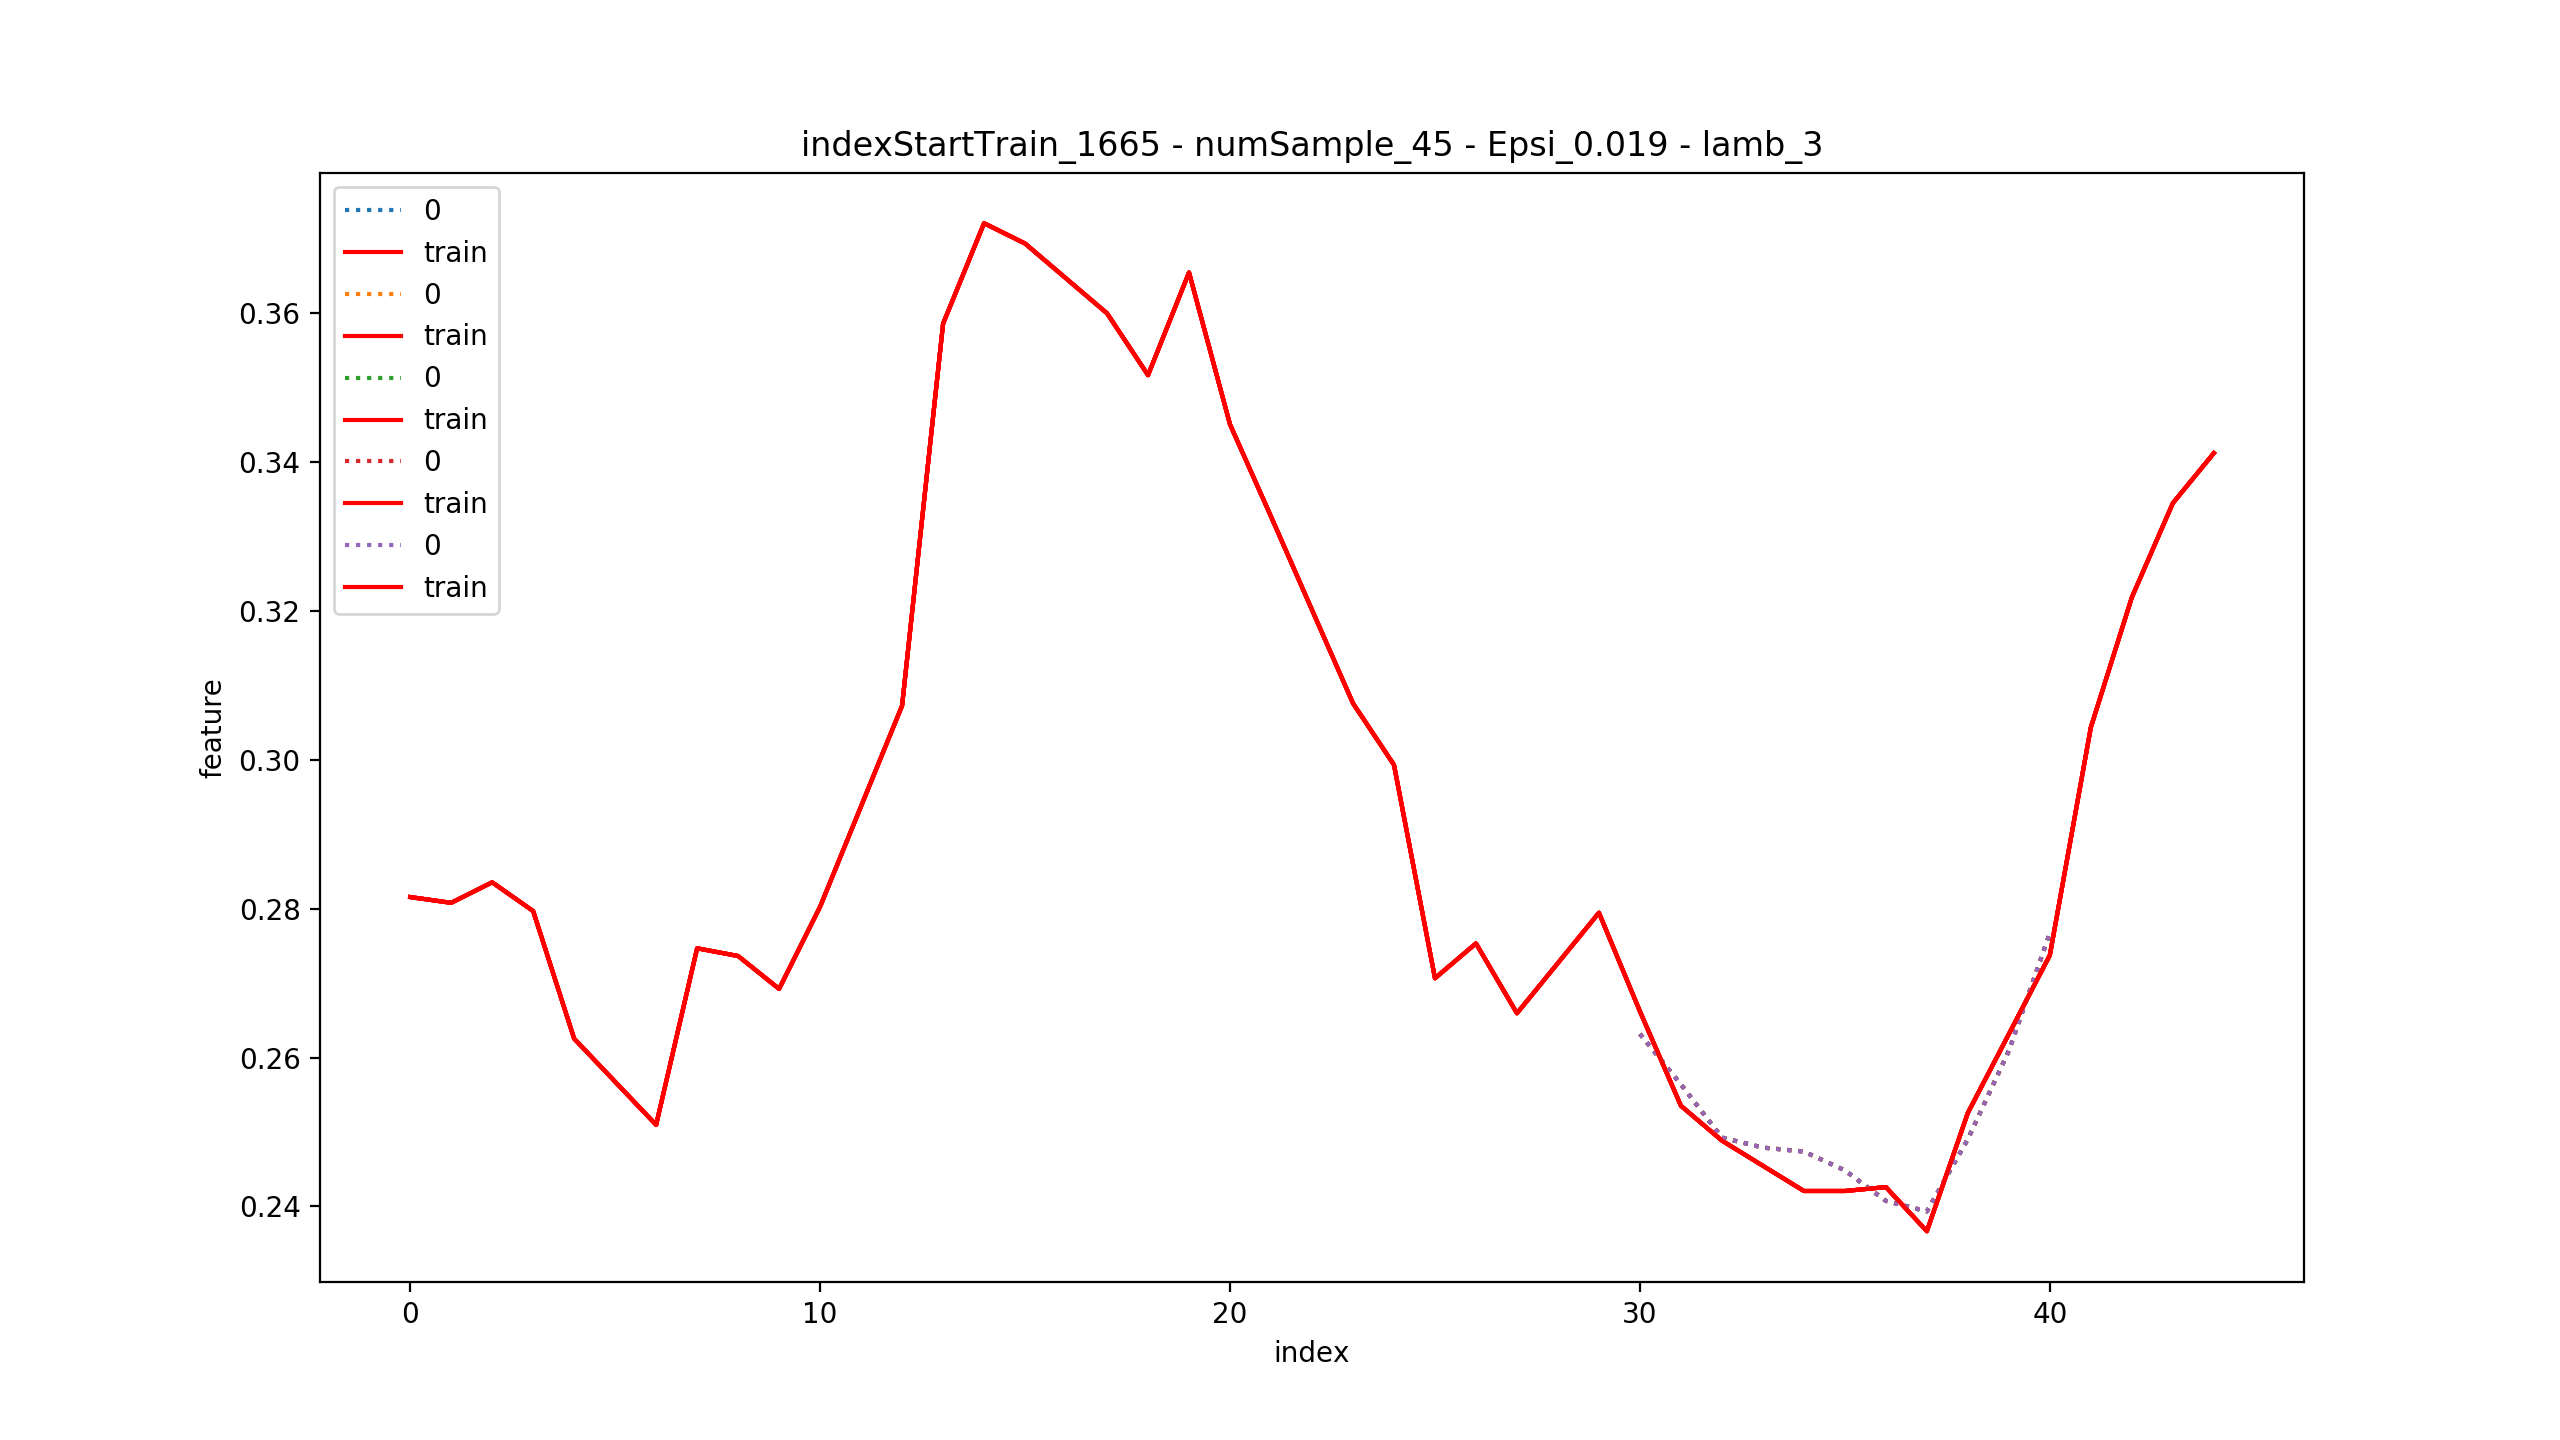 indexStartTrain_1665 - numSample_45 - Epsi_0.019 - lamb_3
0
train
0
train
0
train
0
train
0
train
0.36
0.34
0.32
0.30
0.28
0.26
0.24
feature
0 10 20 30 40
index